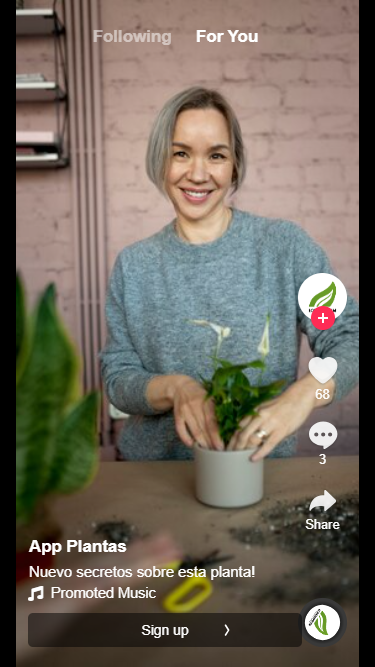 Following For You
68
3
Share
App Plantas
Nuevo secretos sobre esta planta!
Promoted Music
Sign up